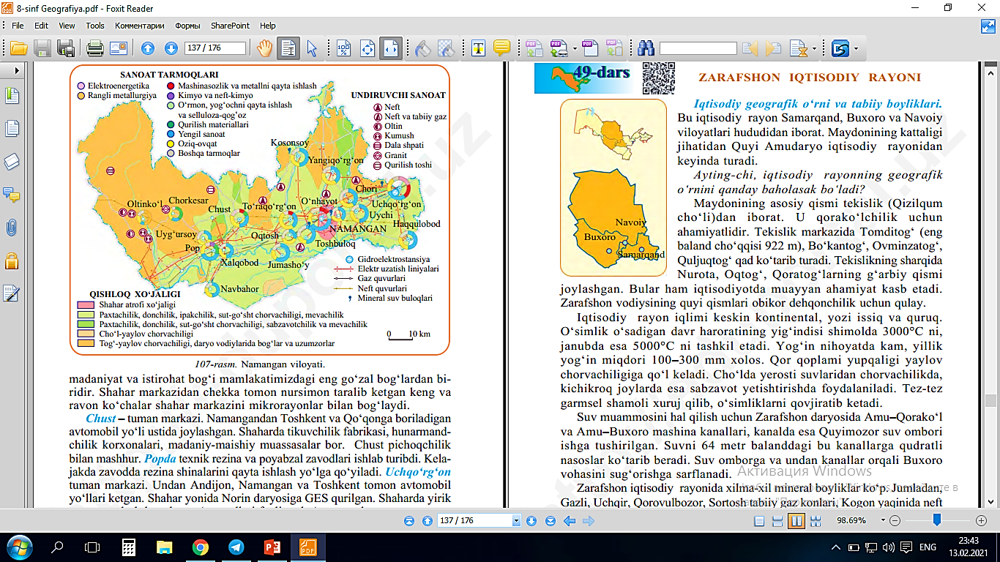 8-sinf Geografiya.pdf - Foxit Reader
File Edit View Tools Комментарии Формы SharePoint Help
137 / 176
SANOAT TARMOQLARI
Elektroenergetika
Rangli metallurgiya
Mashinasozlik va metallni qayta ishlash
Kimyo va neft-kimyo
O‘rmon, yog‘ochni qayta ishlash
va selluloza-qog‘oz
Qurilish materiallari
Yengil sanoat
Oziq-ovqat
Boshqa tarmoqlar
UNDIRUVCHI SANOAT
Neft
Neft va tabiiy gaz
Oltin
Kumush
Dala shpati
Granit
Qurilish toshi
Kosonsoy
Yangiqo‘rg‘on
Chori
Oltinko‘l
Chorkesar
Chust
To‘raqo‘rg‘on
O‘nhayot
Uchqo‘rg‘on
Uychi
Haqqulobod
NAMANGAN
Uyg‘ursoy
Oqtosh
Toshbuloq
Pop
Xalqobod
Jumasho‘y
Navbahor
Gidroelektrostansiya
Elektr uzatish liniyalari
Gaz quvurlari
Neft quvurlari
Mineral suv buloqlari
QISHLOQ XO‘JALIGI
Shahar atrofi xo‘jaligi
Paxtachilik, donchilik, ipakchilik, sut-go‘sht chorvachiligi, mevachilik
Paxtachilik, donchilik, sut-go‘sht chorvachiligi, sabzavotchilik va mevachilik
Cho‘l-yaylov chorvachiligi
Tog‘-yaylov chorvachiligi, daryo vodiylarida bog‘lar va uzumzorlar
0 10 km
107-rasm. Namangan viloyati.
madaniyat va istirohat bog‘i mamlakatimizdagi eng go‘zal bog‘lardan bi-
ridir. Shahar markazidan chekka tomon nursimon taralib ketgan keng va
ravon ko‘chalar shahar markazini mikrorayonlar bilan bog‘laydi.
Chust – tuman markazi. Namangandan Toshkent va Qo‘qonga boriladigan
avtomobil yo‘li ustida joylashgan. Shaharda tikuvchilik fabrikasi, hunarmand-
chilik korxonalari, madaniy-maishiy muassasalar bor. Chust pichoqchilik
bilan mashhur. Popda texnik rezina va poyabzal zavodlari ishlab turibdi. Kela-
jakda zavodda rezina shinalarini qayta ishlash yo‘lga qo‘yiladi. Uchqo‘rg‘on
tuman markazi. Undan Andijon, Namangan va Toshkent tomon avtomobil
yo‘llari ketgan. Shahar yonida Norin daryosiga GES qurilgan. Shaharda yirik
49-dars
ZARAFSHON IQTISODIY RAYONI
Navoiy
Buxoro
Samarqand
Iqtisodiy geografik o‘rni va tabiiy boyliklari.
Bu iqtisodiy rayon Samarqand, Buxoro va Navoiy
viloyatlari hududidan iborat. Maydonining kattaligi
jihatidan Quyi Amudaryo iqtisodiy rayonidan
keyinda turadi.
Ayting-chi, iqtisodiy rayonning geografik
o‘rnini qanday baholasak bo‘ladi?
Maydonining asosiy qismi tekislik (Qizilqum
cho‘li)dan iborat. U qorako‘lchilik uchun
ahamiyatlidir. Tekislik markazida Tomditog‘ (eng
baland cho‘qqisi 922 m), Bo‘kantog‘, Ovminzatog‘,
Quljuqtog‘ qad ko‘tarib turadi. Tekislikning sharqida
Nurota, Oqtog‘, Qoratog‘larning g‘arbiy qismi
joylashgan. Bular ham iqtisodiyotda muayyan ahamiyat kasb etadi.
Zarafshon vodiysining quyi qismlari obikor dehqonchilik uchun qulay.
Iqtisodiy rayon iqlimi keskin kontinental, yozi issiq va quruq.
O‘simlik o‘sadigan davr haroratining yig‘indisi shimolda 3000°C ni,
janubda esa 5000°C ni tashkil etadi. Yog‘in nihoyatda kam, yillik
yog‘in miqdori 100–300 mm xolos. Qor qoplami yupqaligi yaylov
chorvachiligiga qo‘l keladi. Cho‘lda yerosti suvlaridan chorvachilikda,
kichikroq joylarda esa sabzavot yetishtirishda foydalaniladi. Tez-tez
garmsel shamoli xuruj qilib, o‘simliklarni qovjiratib ketadi.
Suv muammosini hal qilish uchun Zarafshon daryosida Amu–Qorako‘l
va Amu–Buxoro mashina kanallari, kanalda esa Quyimozor suv ombori
ishga tushirilgan. Suvni 64 metr balanddagi bu kanallarga qudratli
nasoslar ko‘tarib beradi. Suv omborga va undan kanallar orqali Buxoro
vohasini sug‘orishga sarflanadi.
Zarafshon iqtisodiy rayonida xilma-xil mineral boyliklar ko‘p. Jumladan,
Gazli, Uchqir, Qorovulbozor, Sortosh tabiiy gaz konlari, Kogon yaqinida neft
Активация Windows
137 / 176
98.69%
ENG
23:43
13.02.2021